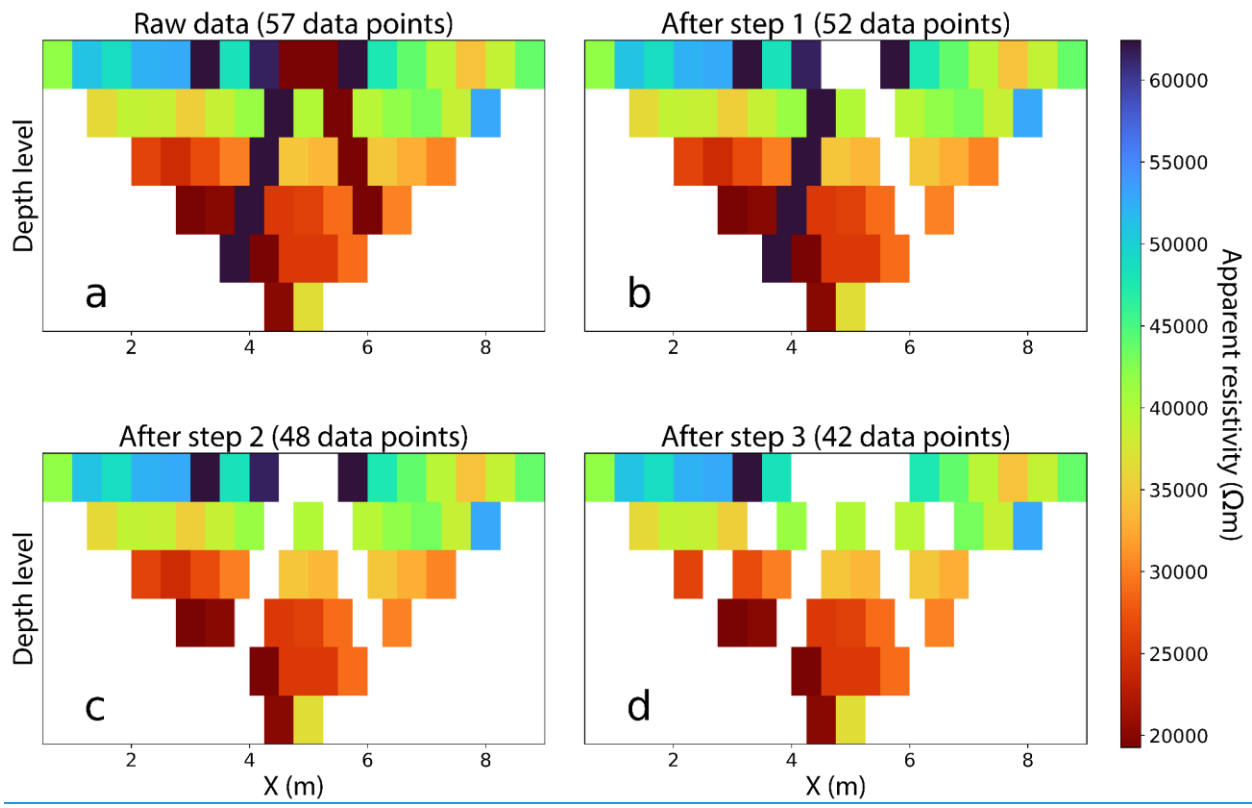 Raw data (57 data points)
After step 1 (52 data points)
Depth level
a
b
2 4 6 8
2 4 6 8
After step 2 (48 data points)
After step 3 (42 data points)
Depth level
c
d
2 4 6 8
2 4 6 8
X (m)
X (m)
60000
55000
50000
45000
40000
35000
30000
25000
20000
Apparent resistivity (Ωm)